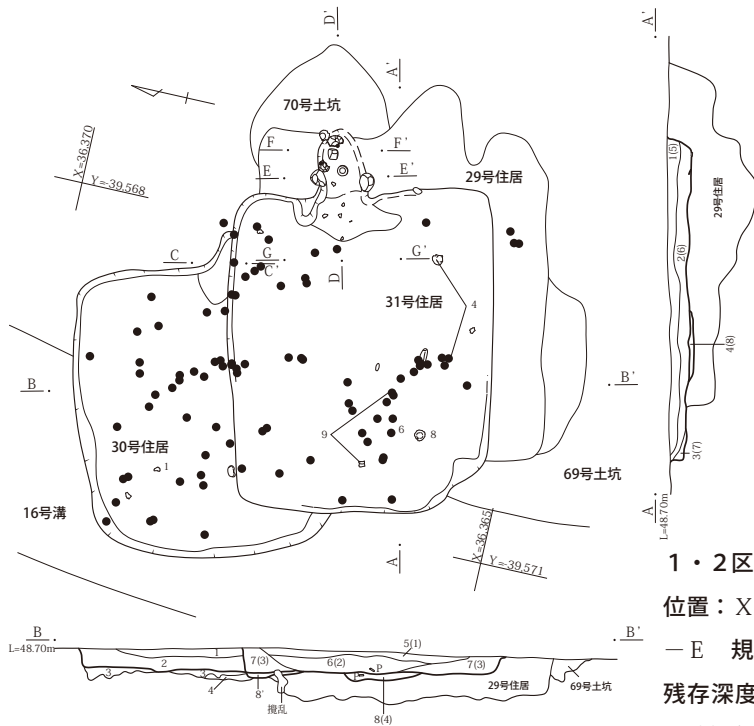 D'
A'
A'
70号土坑
F
F'
E
E'
29号住居
X=36,370
Y=-39,568
1(5)
29号住居
2(6)
C
G
C'
D
G'
31号住居
4
4(8)
B
B'
9
6
8
30号住居
1
3(7)
69号土坑
16号溝
A
A
L=48.70m
X=36,365
Y=-39,571
1・2区
位置：X
B
B'
L=48.70m
5(1)
－E 規
1
2
3
3
4
7(3)
6(2)
P
7(3)
8'
29号住居
69号土坑
残存深度
攪乱
8(4)